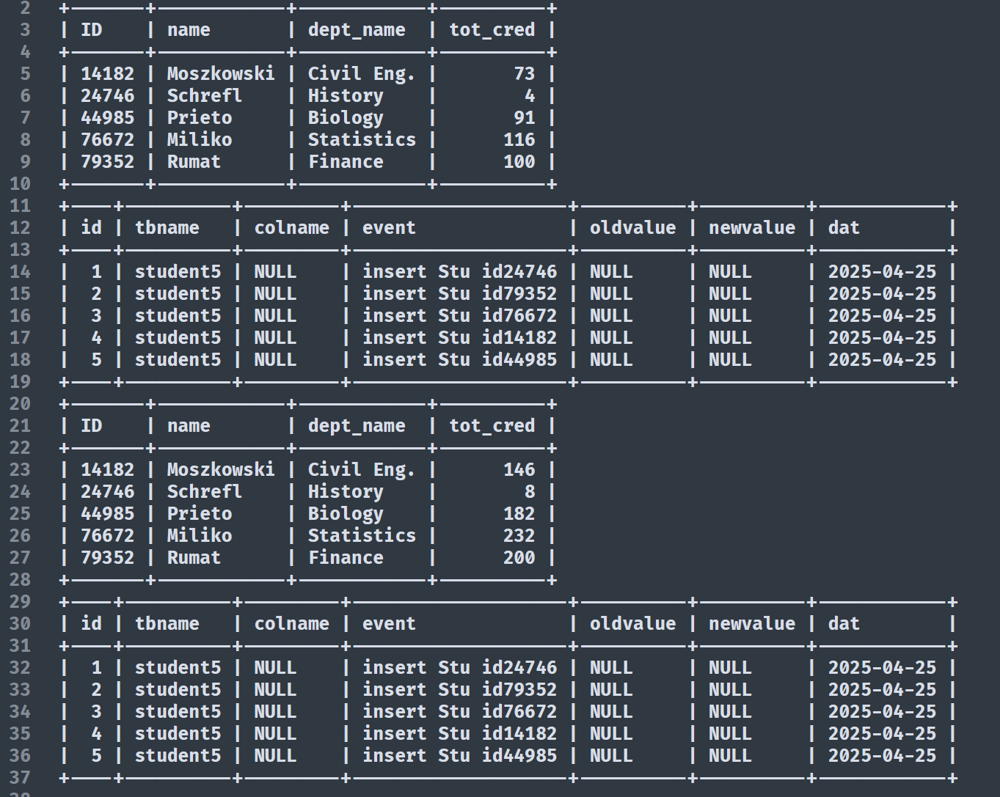 2 +-------+------------+------------+----------+
3 | ID    | name       | dept_name  | tot_cred |
4 +-------+------------+------------+----------+
5 | 14182 | Moszkowski | Civil Eng. |       73 |
6 | 24746 | Schrefl    | History    |        4 |
7 | 44985 | Prieto     | Biology    |       91 |
8 | 76672 | Miliko     | Statistics |      116 |
9 | 79352 | Rumat      | Finance    |      100 |
10 +-------+------------+------------+----------+
11 +----+----------+---------+--------------------+----------+----------+------------+
12 | id | tbname   | colname | event              | oldvalue | newvalue | dat        |
13 +----+----------+---------+--------------------+----------+----------+------------+
14 |  1 | student5 | NULL    | insert Stu id24746 | NULL     | NULL     | 2025-04-25 |
15 |  2 | student5 | NULL    | insert Stu id79352 | NULL     | NULL     | 2025-04-25 |
16 |  3 | student5 | NULL    | insert Stu id76672 | NULL     | NULL     | 2025-04-25 |
17 |  4 | student5 | NULL    | insert Stu id14182 | NULL     | NULL     | 2025-04-25 |
18 |  5 | student5 | NULL    | insert Stu id44985 | NULL     | NULL     | 2025-04-25 |
19 +----+----------+---------+--------------------+----------+----------+------------+
20 +-------+------------+------------+----------+
21 | ID    | name       | dept_name  | tot_cred |
22 +-------+------------+------------+----------+
23 | 14182 | Moszkowski | Civil Eng. |      146 |
24 | 24746 | Schrefl    | History    |        8 |
25 | 44985 | Prieto     | Biology    |      182 |
26 | 76672 | Miliko     | Statistics |      232 |
27 | 79352 | Rumat      | Finance    |      200 |
28 +-------+------------+------------+----------+
29 +----+----------+---------+--------------------+----------+----------+------------+
30 | id | tbname   | colname | event              | oldvalue | newvalue | dat        |
31 +----+----------+---------+--------------------+----------+----------+------------+
32 |  1 | student5 | NULL    | insert Stu id24746 | NULL     | NULL     | 2025-04-25 |
33 |  2 | student5 | NULL    | insert Stu id79352 | NULL     | NULL     | 2025-04-25 |
34 |  3 | student5 | NULL    | insert Stu id76672 | NULL     | NULL     | 2025-04-25 |
35 |  4 | student5 | NULL    | insert Stu id14182 | NULL     | NULL     | 2025-04-25 |
36 |  5 | student5 | NULL    | insert Stu id44985 | NULL     | NULL     | 2025-04-25 |
37 +----+----------+---------+--------------------+----------+----------+------------+